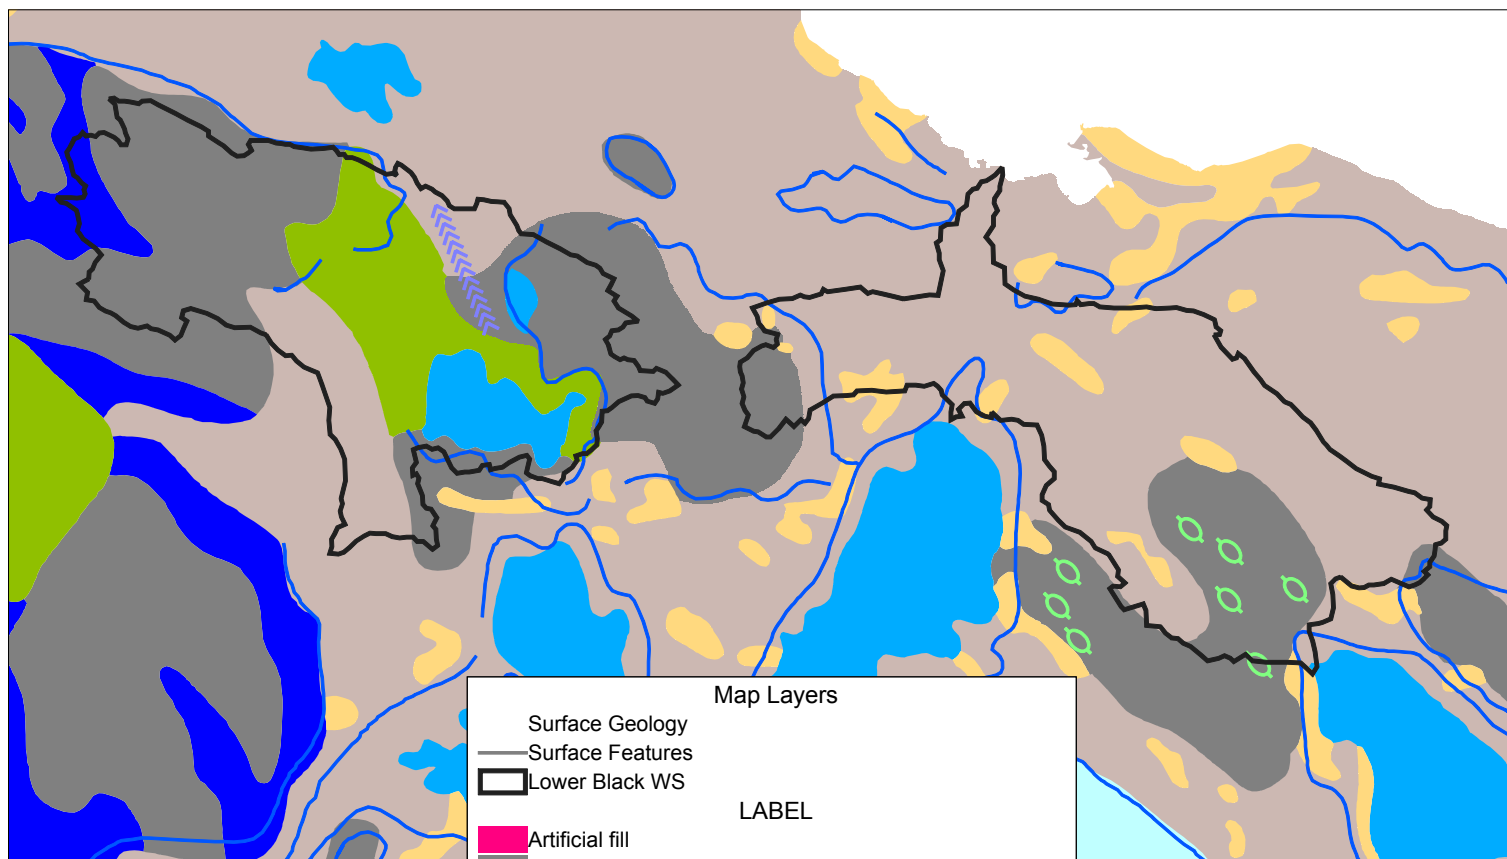 Map Layers
Surface Geology
Surface Features
Lower Black WS
LABEL
Artificial fill